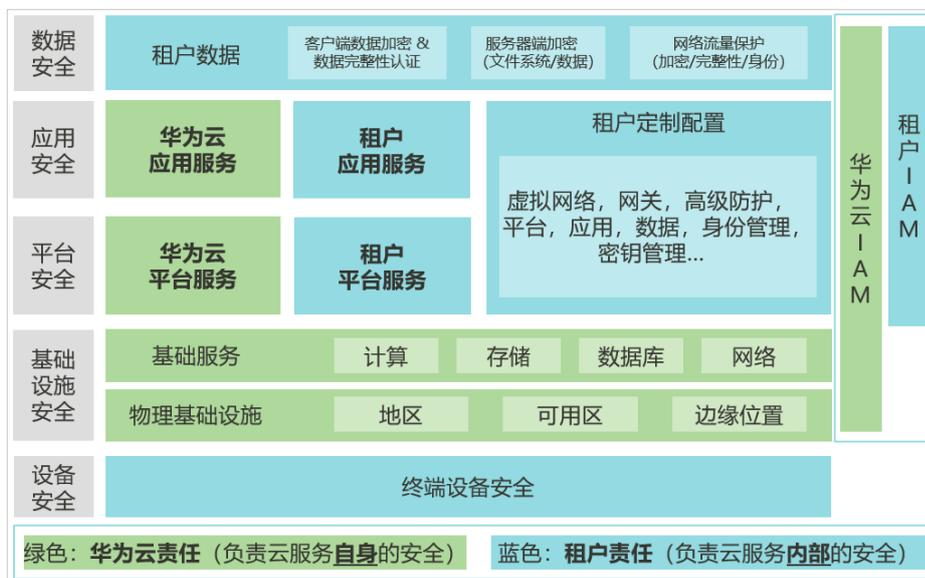 数据
安全
租户数据
客户端数据加密 &
数据完整性认证
服务器端加密
(文件系统/数据)
网络流量保护
(加密/完整性/身份)
应用
安全
华为云
应用服务
租户
应用服务
租户定制配置
虚拟网络，网关，高级防护，
平台，应用，数据，身份管理，
密钥管理...
平台
安全
华为云
平台服务
租户
平台服务
基础
设施
安全
基础服务
计算
存储
数据库
网络
物理基础设施
地区
可用区
边缘位置
设备
安全
终端设备安全
华为云IAM
租户IAM
绿色：华为云责任（负责云服务自身的安全）
蓝色：租户责任（负责云服务内部的安全）